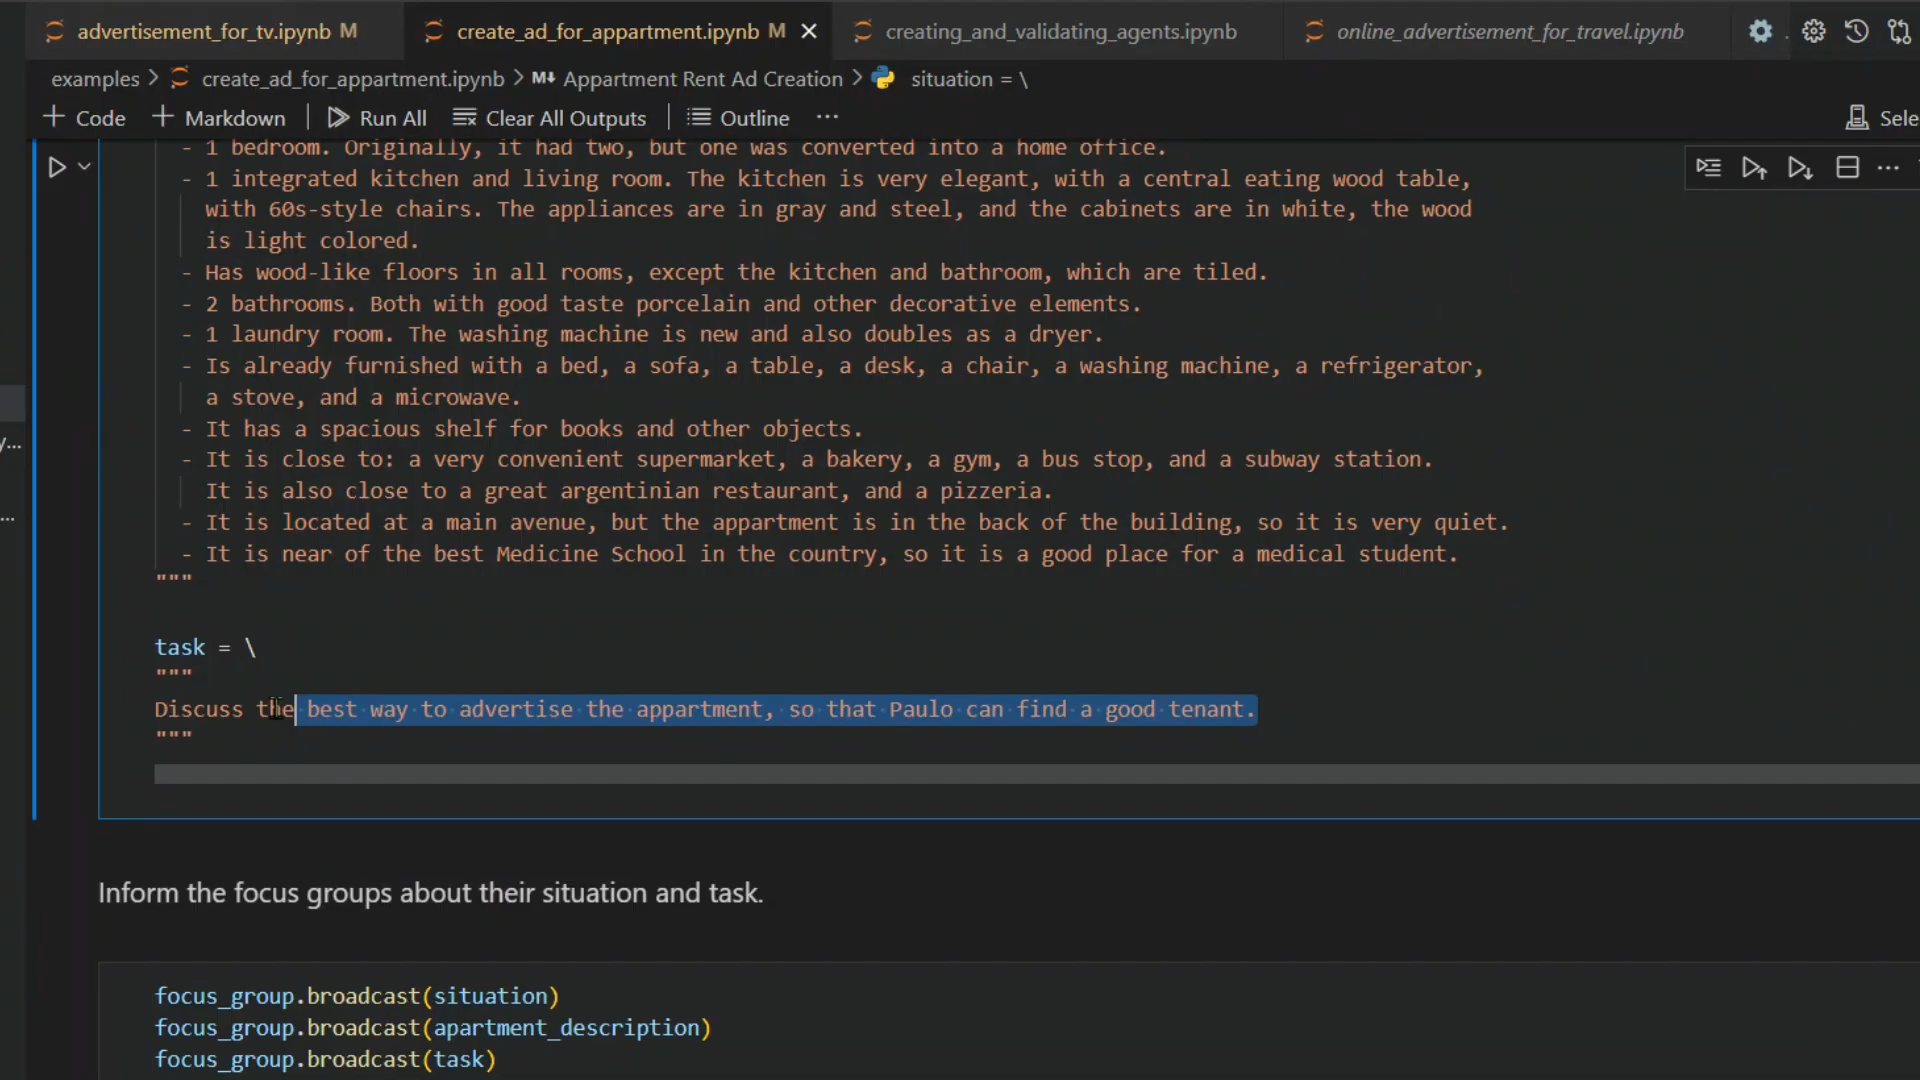 advertisement_for_tv.ipynb M create_ad_for_appartment.ipynb M creating_and_validating_agents.ipynb online_advertisement_for_travel.ipynb
examples > create_ad_for_appartment.ipynb > M↓ Appartment Rent Ad Creation > situation = \
+ Code + Markdown | Run All Clear All Outputs | Outline ... Sele
- 1 bedroom. Originally, it had two, but one was converted into a home office.
- 1 integrated kitchen and living room. The kitchen is very elegant, with a central eating wood table,
with 60s-style chairs. The appliances are in gray and steel, and the cabinets are in white, the wood
is light colored.
- Has wood-like floors in all rooms, except the kitchen and bathroom, which are tiled.
- 2 bathrooms. Both with good taste porcelain and other decorative elements.
- 1 laundry room. The washing machine is new and also doubles as a dryer.
- Is already furnished with a bed, a sofa, a table, a desk, a chair, a washing machine, a refrigerator,
a stove, and a microwave.
- It has a spacious shelf for books and other objects.
- It is close to: a very convenient supermarket, a bakery, a gym, a bus stop, and a subway station.
It is also close to a great argentinian restaurant, and a pizzeria.
- It is located at a main avenue, but the appartment is in the back of the building, so it is very quiet.
- It is near of the best Medicine School in the country, so it is a good place for a medical student.
"""
task = \
"""
Discuss the best way to advertise the appartment, so that Paulo can find a good tenant.
"""
Inform the focus groups about their situation and task.
focus_group.broadcast(situation)
focus_group.broadcast(apartment_description)
focus_group.broadcast(task)